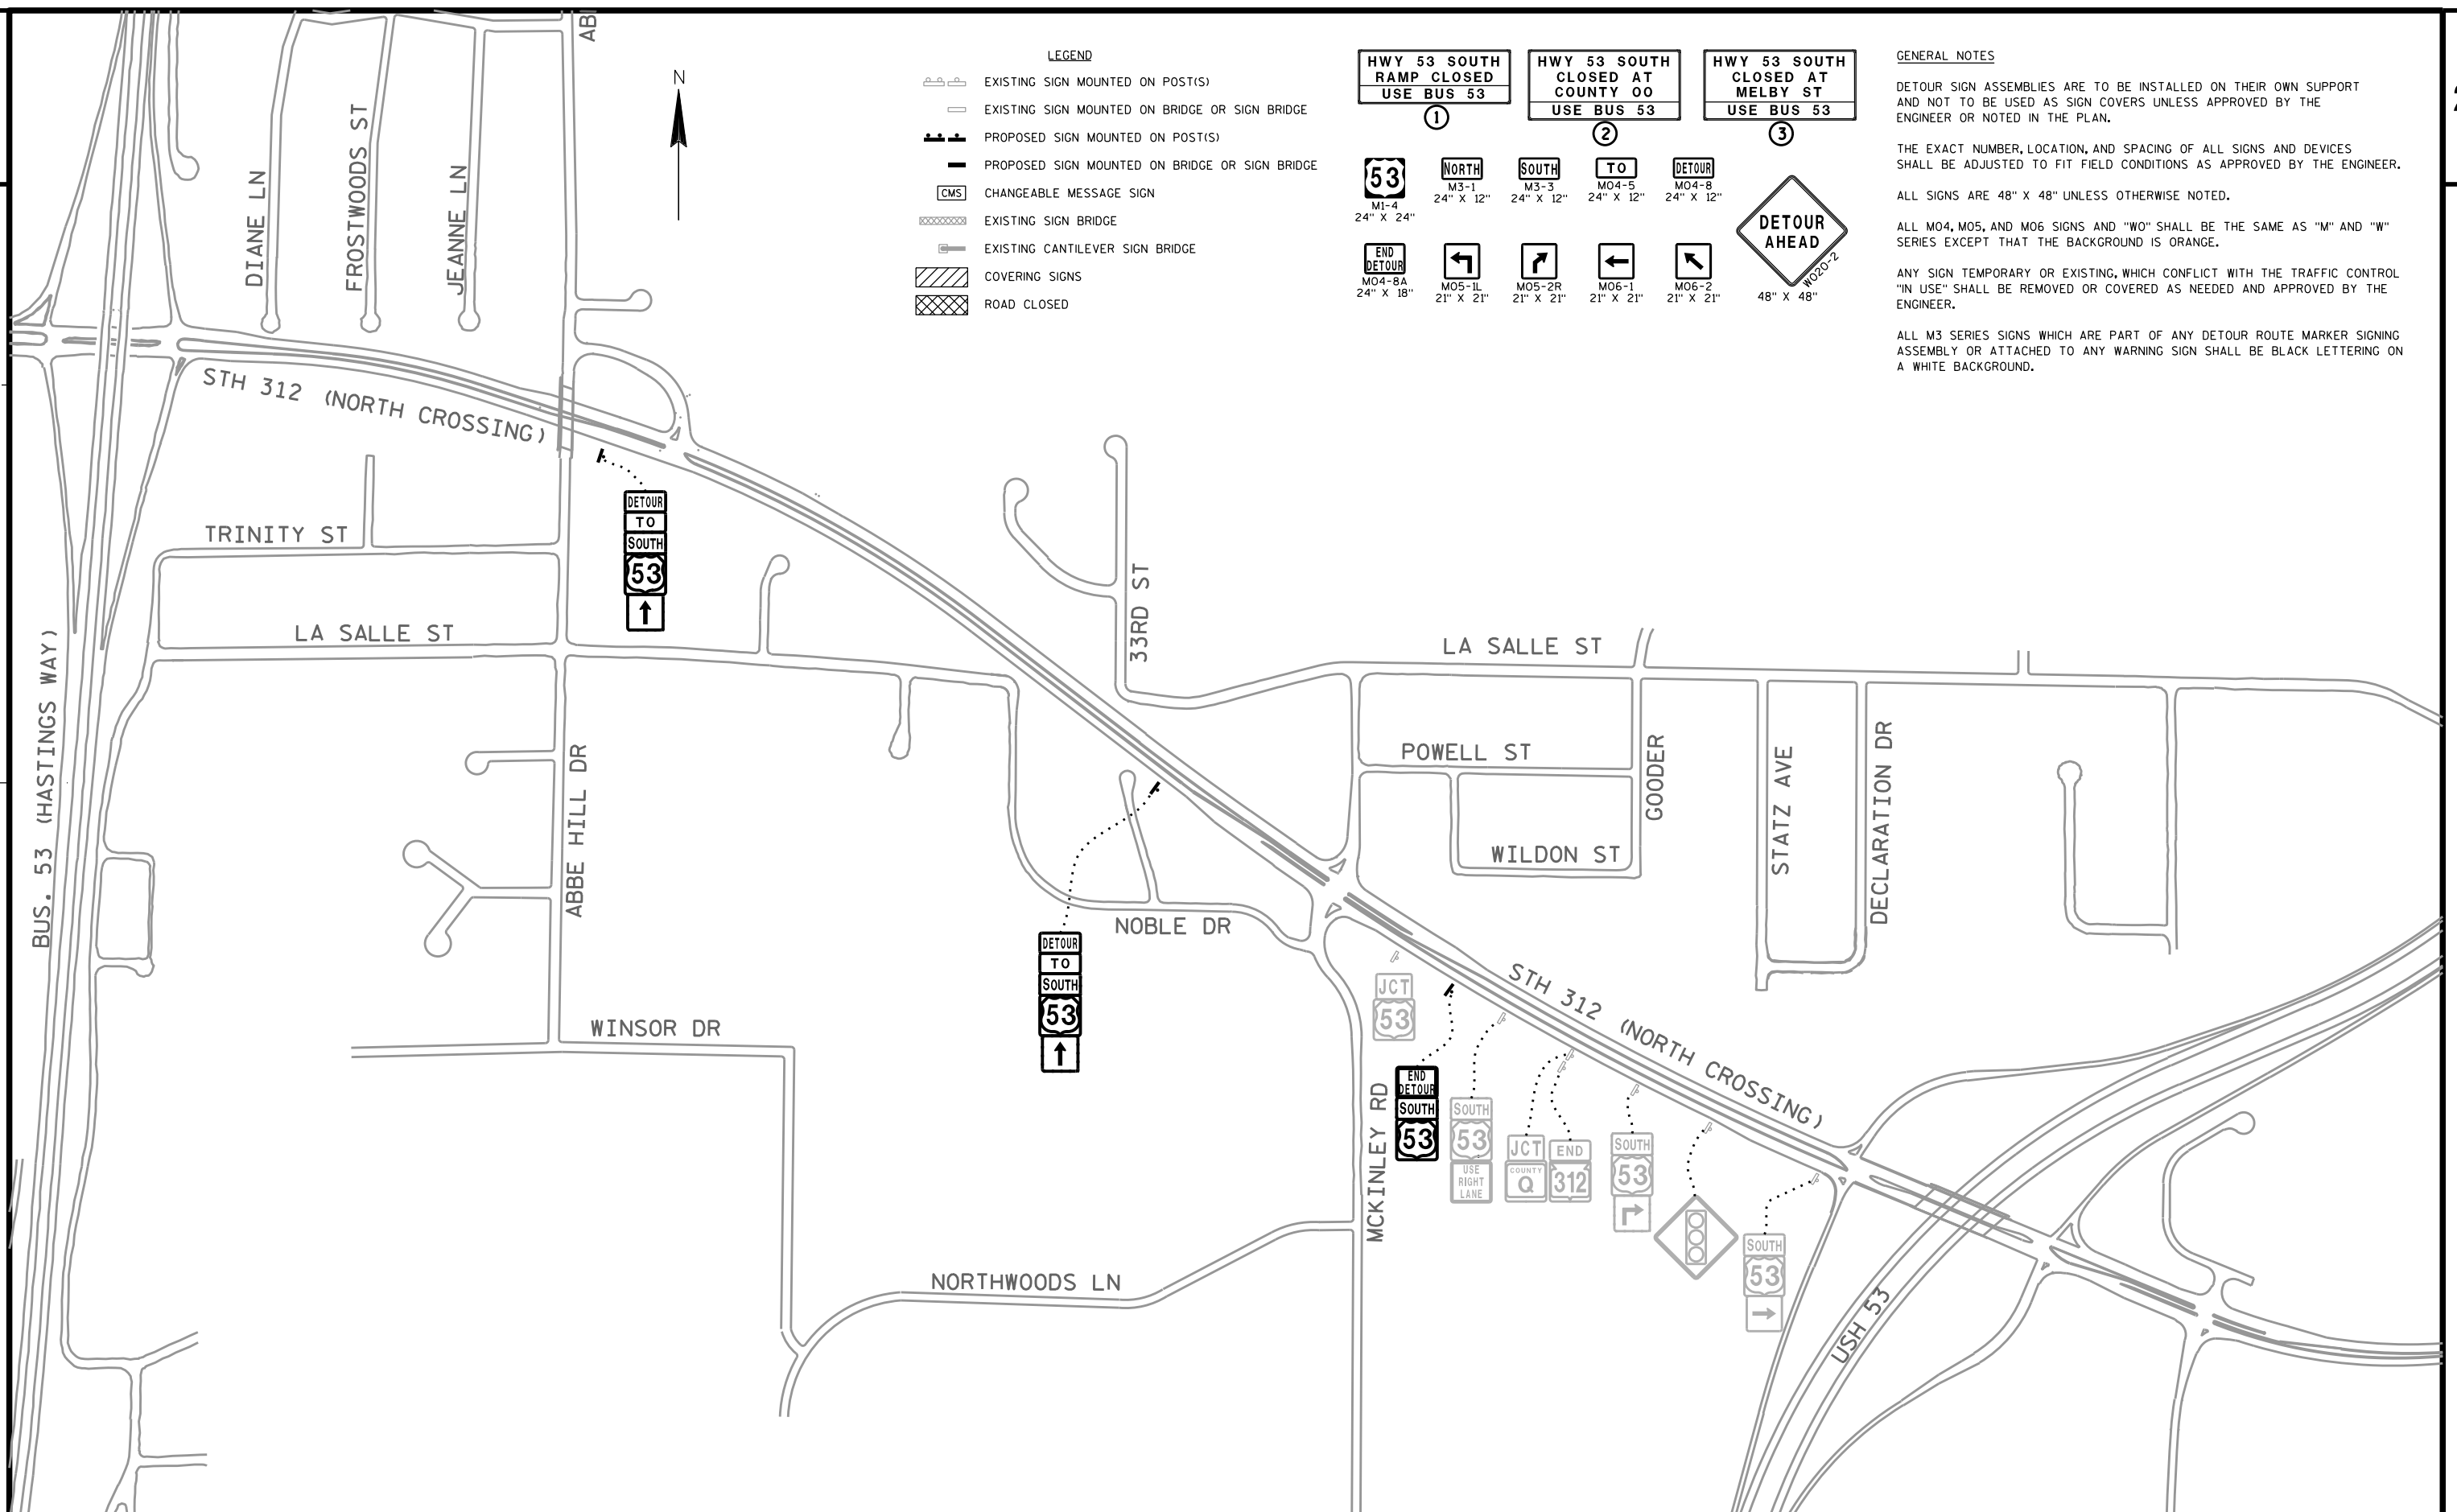 LEGEND
EXISTING SIGN MOUNTED ON POST(S)
EXISTING SIGN MOUNTED ON BRIDGE OR SIGN BRIDGE
PROPOSED SIGN MOUNTED ON POST(S)
PROPOSED SIGN MOUNTED ON BRIDGE OR SIGN BRIDGE
CMS CHANGEABLE MESSAGE SIGN
EXISTING SIGN BRIDGE
EXISTING CANTILEVER SIGN BRIDGE
COVERING SIGNS
ROAD CLOSED
N
HWY 53 SOUTH
RAMP CLOSED
USE BUS 53
1
HWY 53 SOUTH
CLOSED AT
COUNTY OO
USE BUS 53
2
HWY 53 SOUTH
CLOSED AT
MELBY ST
USE BUS 53
3
53
M1-4
24" X 24"
NORTH
M3-1
24" X 12"
SOUTH
M3-3
24" X 12"
TO
MO4-5
24" X 12"
DETOUR
MO4-8
24" X 12"
END
DETOUR
MO4-8A
24" X 18"
MO5-1L
21" X 21"
MO5-2R
21" X 21"
MO6-1
21" X 21"
MO6-2
21" X 21"
DETOUR
AHEAD
WO20-2
48" X 48"
GENERAL NOTES
DETOUR SIGN ASSEMBLIES ARE TO BE INSTALLED ON THEIR OWN SUPPORT
AND NOT TO BE USED AS SIGN COVERS UNLESS APPROVED BY THE
ENGINEER OR NOTED IN THE PLAN.
THE EXACT NUMBER, LOCATION, AND SPACING OF ALL SIGNS AND DEVICES
SHALL BE ADJUSTED TO FIT FIELD CONDITIONS AS APPROVED BY THE ENGINEER.
ALL SIGNS ARE 48" X 48" UNLESS OTHERWISE NOTED.
ALL MO4, MO5, AND MO6 SIGNS AND "WO" SHALL BE THE SAME AS "M" AND "W"
SERIES EXCEPT THAT THE BACKGROUND IS ORANGE.
ANY SIGN TEMPORARY OR EXISTING, WHICH CONFLICT WITH THE TRAFFIC CONTROL
"IN USE" SHALL BE REMOVED OR COVERED AS NEEDED AND APPROVED BY THE
ENGINEER.
ALL M3 SERIES SIGNS WHICH ARE PART OF ANY DETOUR ROUTE MARKER SIGNING
ASSEMBLY OR ATTACHED TO ANY WARNING SIGN SHALL BE BLACK LETTERING ON
A WHITE BACKGROUND.
DIANE LN
FROSTWOODS ST
JEANNE LN
STH 312 (NORTH CROSSING)
TRINITY ST
LA SALLE ST
BUS. 53 (HASTINGS WAY)
ABBE HILL DR
WINSOR DR
DETOUR
TO
SOUTH
53
33RD ST
LA SALLE ST
POWELL ST
WILDON ST
GOODER
STATZ AVE
DECLARATION DR
NOBLE DR
DETOUR
TO
SOUTH
53
NORTHWOODS LN
MCKINLEY RD
STH 312 (NORTH CROSSING)
JCT
53
END
DETOUR
SOUTH
53
SOUTH
53
USE
RIGHT
LANE
JCT
COUNTY
Q
END
312
SOUTH
53
SOUTH
53
USH 53